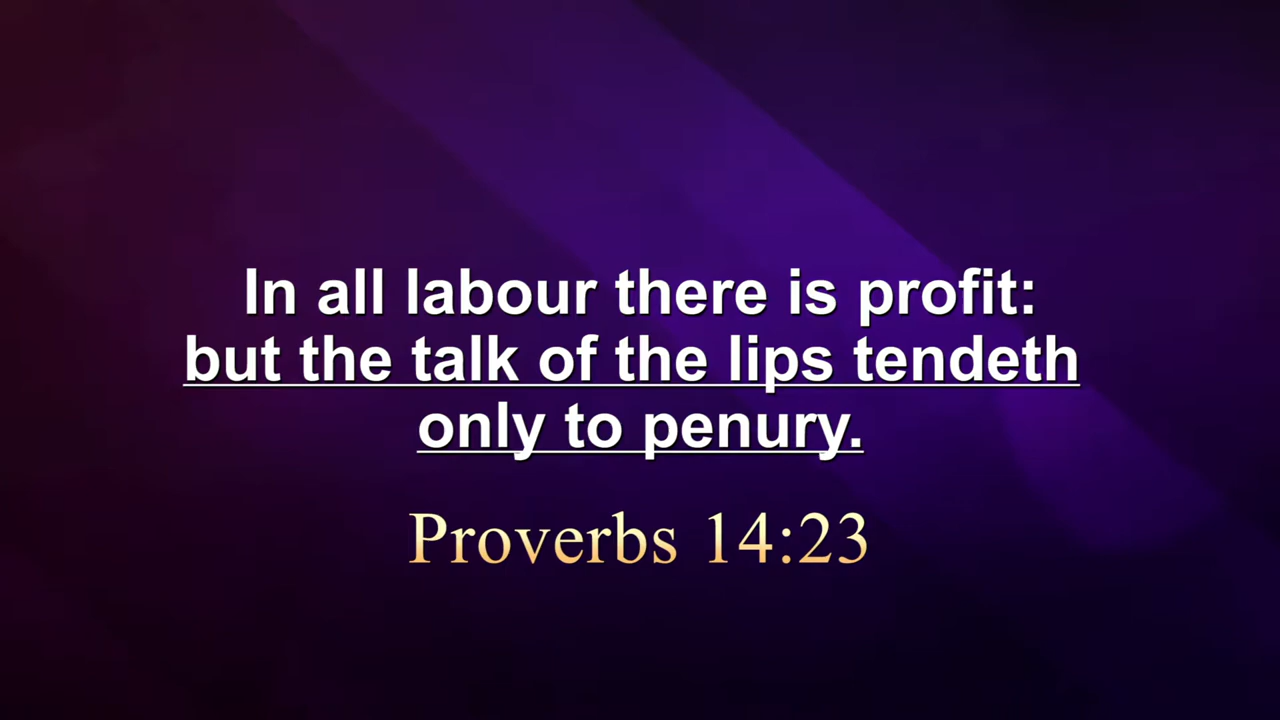 In all labour there is profit:
but the talk of the lips tendeth
only to penury.
Proverbs 14:23